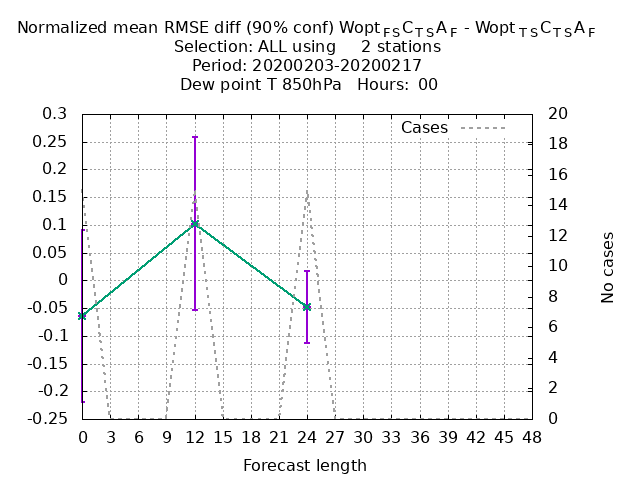 Normalized mean RMSE diff (90% conf) Wopt FS C TS A F - Wopt TS C TS A F
Selection: ALL using 2 stations
Period: 20200203-20200217
Dew point T 850hPa Hours: 00
Cases
0.3
0.25
0.2
0.15
0.1
0.05
0
-0.05
-0.1
-0.15
-0.2
-0.25
20
18
16
14
12
10
8
6
4
2
0
No cases
0 3 6 9 12 15 18 21 24 27 30 33 36 39 42 45 48
Forecast length